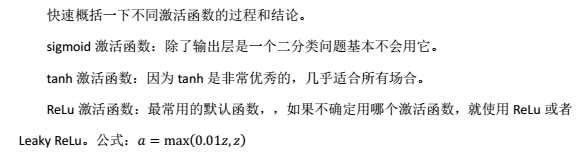 快速概括一下不同激活函数的过程和结论。
sigmoid 激活函数：除了输出层是一个二分类问题基本不会用它。
tanh 激活函数：因为 tanh 是非常优秀的，几乎适合所有场合。
ReLu 激活函数：最常用的默认函数，，如果不确定用哪个激活函数，就使用 ReLu 或者
Leaky ReLu。公式：a = max(0.01z, z)